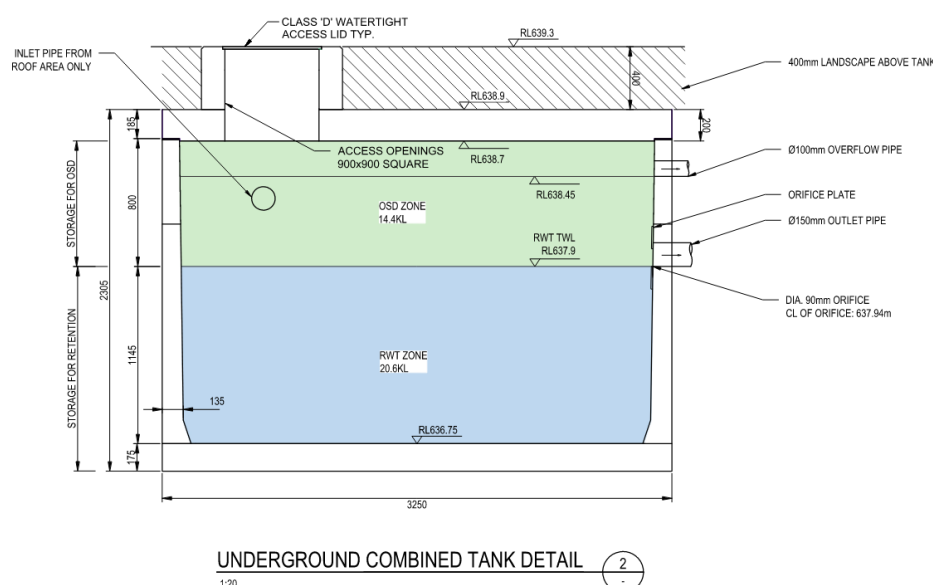 CLASS 'D' WATERTIGHT
ACCESS LID TYP.
RL639.3
INLET PIPE FROM
ROOF AREA ONLY
400mm LANDSCAPE ABOVE TANK
400
RL638.9
185
200
ACCESS OPENINGS
900x900 SQUARE
RL638.7
Ø100mm OVERFLOW PIPE
RL638.45
ORIFICE PLATE
STORAGE FOR OSD
800
OSD ZONE
14.4KL
Ø150mm OUTLET PIPE
RWT TWL
RL637.9
2305
DIA. 90mm ORIFICE
CL OF ORIFICE: 637.94m
STORAGE FOR RETENTION
1145
RWT ZONE
20.6KL
135
RL636.75
175
3250
UNDERGROUND COMBINED TANK DETAIL
2
-
1:20